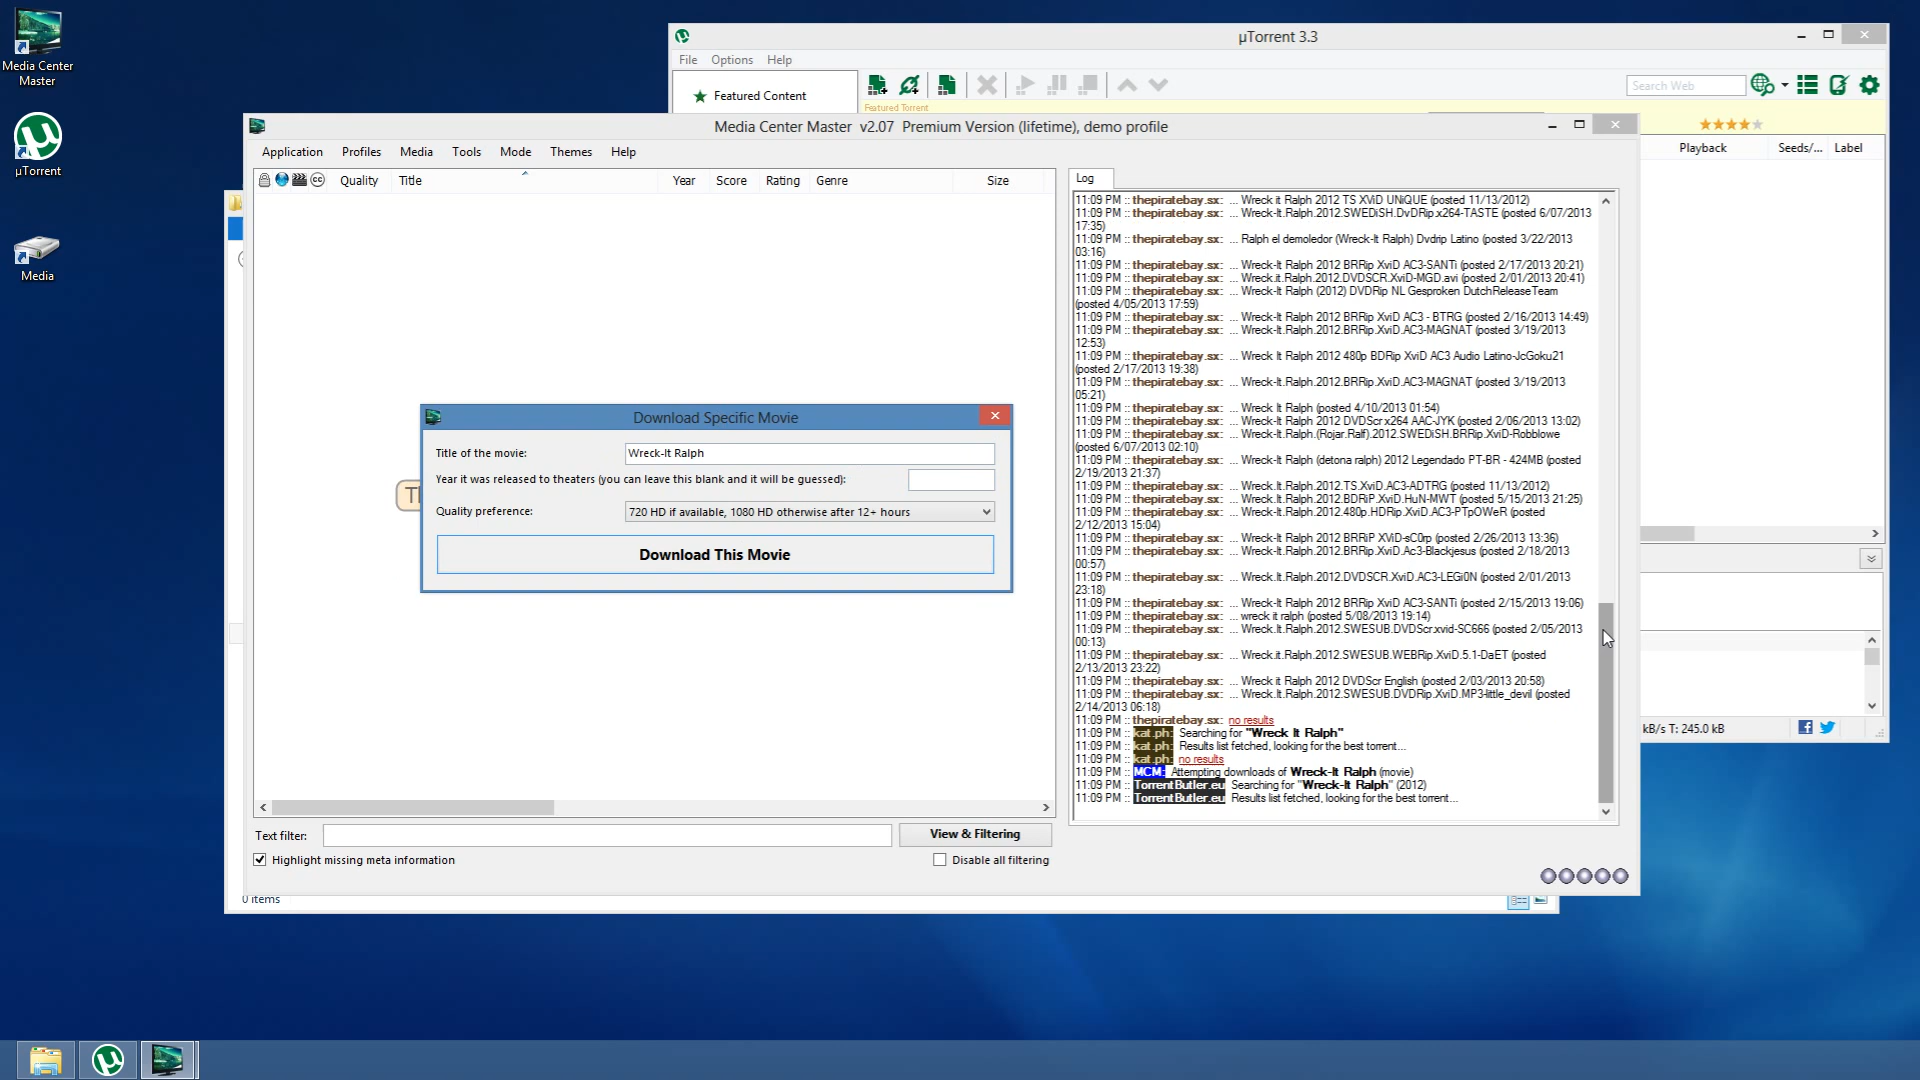 Media Center
Master
µTorrent
Media
µTorrent 3.3
File Options Help
Featured Content
Search Web
Featured Torrent
Playback Seeds/... Label
kB/s T: 245.0 kB
Media Center Master v2.07 Premium Version (lifetime), demo profile
Application Profiles Media Tools Mode Themes Help
Quality Title Year Score Rating Genre Size
Download Specific Movie
Title of the movie: Wreck-It Ralph
Year it was released to theaters (you can leave this blank and it will be guessed):
Quality preference: 720 HD if available, 1080 HD otherwise after 12+ hours
Download This Movie
Text filter: View & Filtering
Highlight missing meta information Disable all filtering
0 items
Log
11:09 PM :: thepiratebay.sx: ... Wreck it Ralph 2012 TS XViD UNiQUE (posted 11/13/2012)
11:09 PM :: thepiratebay.sx: ... Wreck-It.Ralph.2012.SWEDiSH.DvDRip.x264-TASTE (posted 6/07/2013
17:35)
11:09 PM :: thepiratebay.sx: ... Ralph el demoledor (Wreck-It Ralph) Dvdrip Latino (posted 3/22/2013
03:16)
11:09 PM :: thepiratebay.sx: ... Wreck-It Ralph 2012 BRRip XviD AC3-SANTi (posted 2/17/2013 20:21)
11:09 PM :: thepiratebay.sx: ... Wreck.it.Ralph.2012.DVDSCR.XviD-MGD.avi (posted 2/01/2013 20:41)
11:09 PM :: thepiratebay.sx: ... Wreck-It Ralph (2012) DVDRip NL Gesproken DutchReleaseTeam
(posted 4/05/2013 17:59)
11:09 PM :: thepiratebay.sx: ... Wreck-It Ralph 2012 BRRip XviD AC3 - BTRG (posted 2/16/2013 14:49)
11:09 PM :: thepiratebay.sx: ... Wreck-It.Ralph.2012.BRRip.XviD.AC3-MAGNAT (posted 3/19/2013
12:53)
11:09 PM :: thepiratebay.sx: ... Wreck It Ralph 2012 480p BDRip XviD AC3 Audio Latino-JcGoku21
(posted 2/17/2013 19:38)
11:09 PM :: thepiratebay.sx: ... Wreck-It.Ralph.2012.BRRip.XviD.AC3-MAGNAT (posted 3/19/2013
05:21)
11:09 PM :: thepiratebay.sx: ... Wreck It Ralph (posted 4/10/2013 01:54)
11:09 PM :: thepiratebay.sx: ... Wreck It Ralph 2012 DVDScr x264 AAC-JYK (posted 2/06/2013 13:02)
11:09 PM :: thepiratebay.sx: ... Wreck-It.Ralph.(Rojar.Ralf).2012.SWEDiSH.BRRip.XviD-Robblowe
(posted 6/07/2013 02:10)
11:09 PM :: thepiratebay.sx: ... Wreck-It Ralph (detona ralph) 2012 Legendado PT-BR - 424MB (posted
2/19/2013 21:37)
11:09 PM :: thepiratebay.sx: ... Wreck.It.Ralph.2012.TS.XviD.AC3-ADTRG (posted 11/13/2012)
11:09 PM :: thepiratebay.sx: ... Wreck-It.Ralph.2012.BDRiP.XviD.HuN-MWT (posted 5/15/2013 21:25)
11:09 PM :: thepiratebay.sx: ... Wreck.It.Ralph.2012.480p.HDRip.XviD.AC3-PTpOWeR (posted
2/12/2013 15:04)
11:09 PM :: thepiratebay.sx: ... Wreck-It Ralph 2012 BRRiP XViD-sC0rp (posted 2/26/2013 13:36)
11:09 PM :: thepiratebay.sx: ... Wreck-It.Ralph.2012.BRRip.XviD.Ac3-Blackjesus (posted 2/18/2013
00:57)
11:09 PM :: thepiratebay.sx: ... Wreck-It.Ralph.2012.DVDSCR.XviD.AC3-LEGi0N (posted 2/01/2013
23:18)
11:09 PM :: thepiratebay.sx: ... Wreck-It Ralph 2012 BRRip XviD AC3-SANTi (posted 2/15/2013 19:06)
11:09 PM :: thepiratebay.sx: ... wreck it ralph (posted 5/08/2013 19:14)
11:09 PM :: thepiratebay.sx: ... Wreck.It.Ralph.2012.SWESUB.DVDScr.xvid-SC666 (posted 2/05/2013
00:13)
11:09 PM :: thepiratebay.sx: ... Wreck.it.Ralph.2012.SWESUB.WEBRip.XviD.5.1-DaET (posted
2/13/2013 23:22)
11:09 PM :: thepiratebay.sx: ... Wreck it Ralph 2012 DVDScr English (posted 2/03/2013 20:58)
11:09 PM :: thepiratebay.sx: ... Wreck.It.Ralph.2012.SWESUB.DVDRip.XviD.MP3-little_devil (posted
2/14/2013 06:18)
11:09 PM :: thepiratebay.sx: no results
11:09 PM :: kat.ph: Searching for "Wreck It Ralph"
11:09 PM :: kat.ph: Results list fetched, looking for the best torrent...
11:09 PM :: kat.ph: no results
11:09 PM :: MCM: Attempting downloads of Wreck-It Ralph (movie)
11:09 PM :: TorrentButler.eu Searching for "Wreck-It Ralph" (2012)
11:09 PM :: TorrentButler.eu Results list fetched, looking for the best torrent...